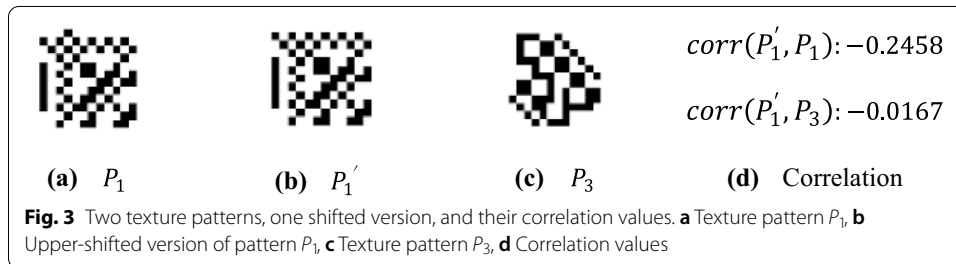 corr(P₁′, P₁): −0.2458
corr(P₁′, P₃): −0.0167
(a) P₁ (b) P₁′ (c) P₃ (d) Correlation
Fig. 3 Two texture patterns, one shifted version, and their correlation values. a Texture pattern P₁, b
Upper-shifted version of pattern P₁, c Texture pattern P₃, d Correlation values